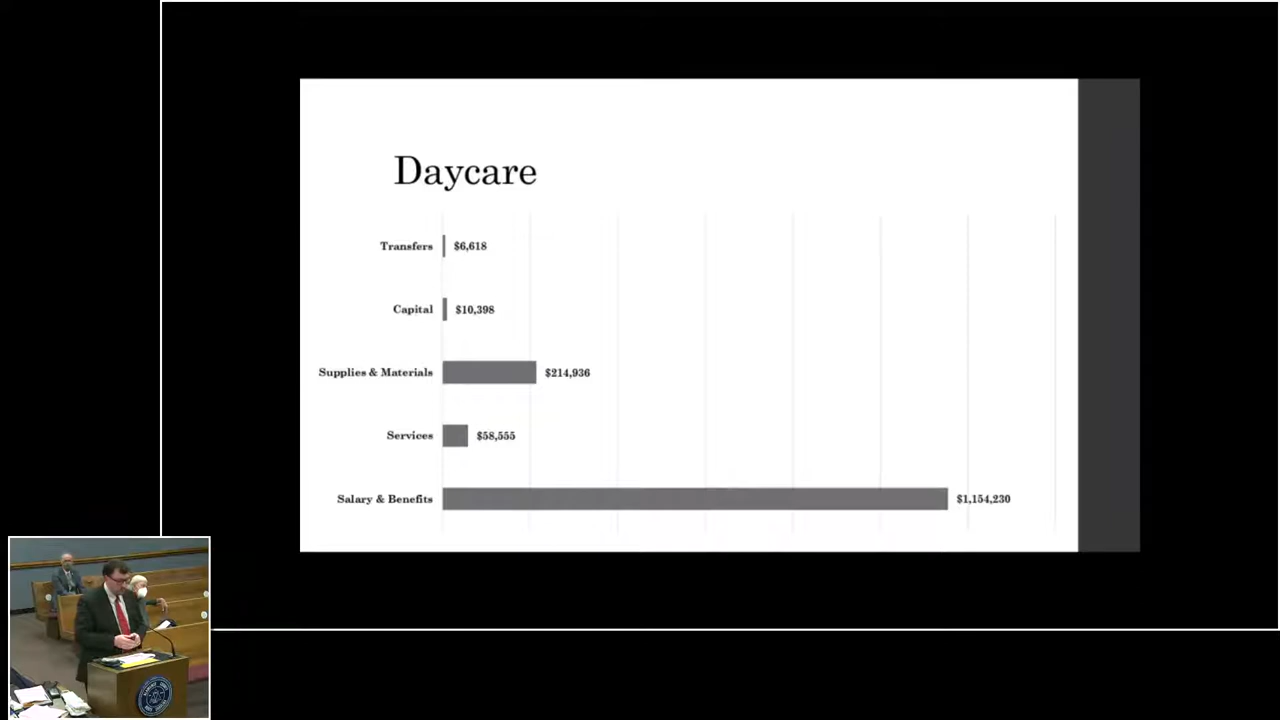 Daycare
Transfers $6,618
Capital $10,398
Supplies & Materials $214,936
Services $58,555
Salary & Benefits $1,154,230